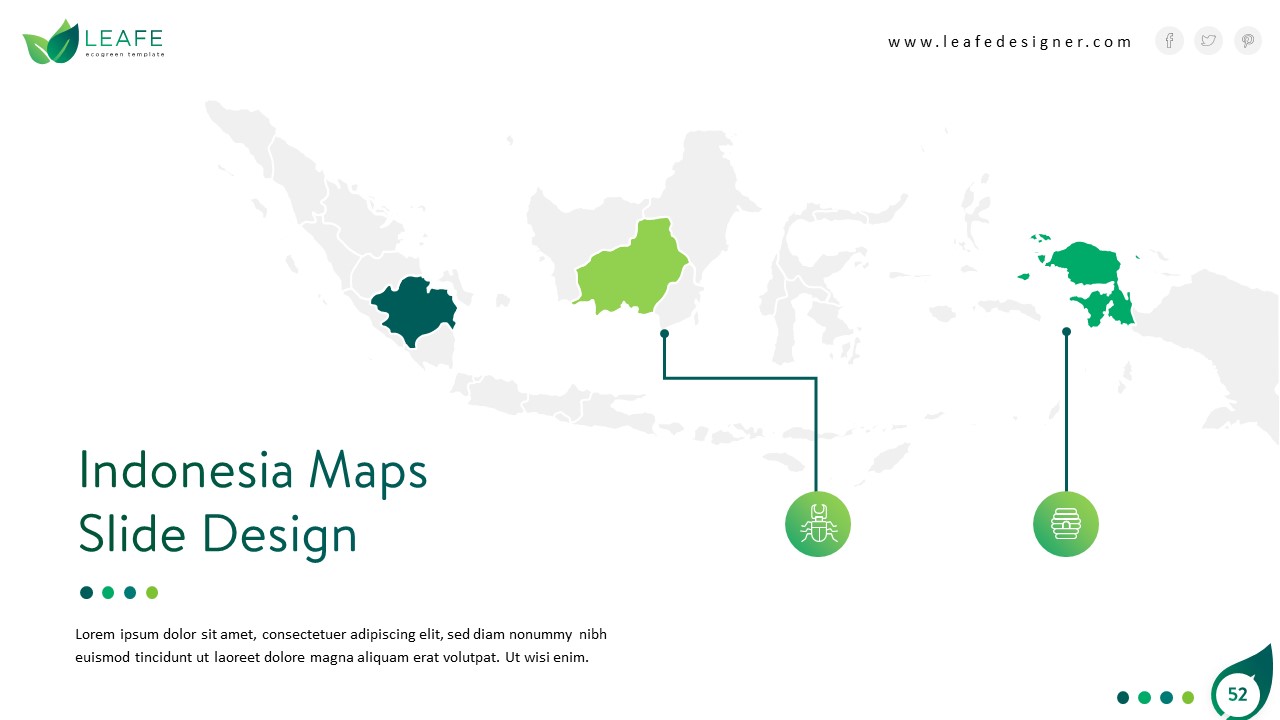 LEAFE
ecogreen template
www.leafedesigner.com
Indonesia Maps
Slide Design
Lorem ipsum dolor sit amet, consectetuer adipiscing elit, sed diam nonummy nibh
euismod tincidunt ut laoreet dolore magna aliquam erat volutpat. Ut wisi enim.
52